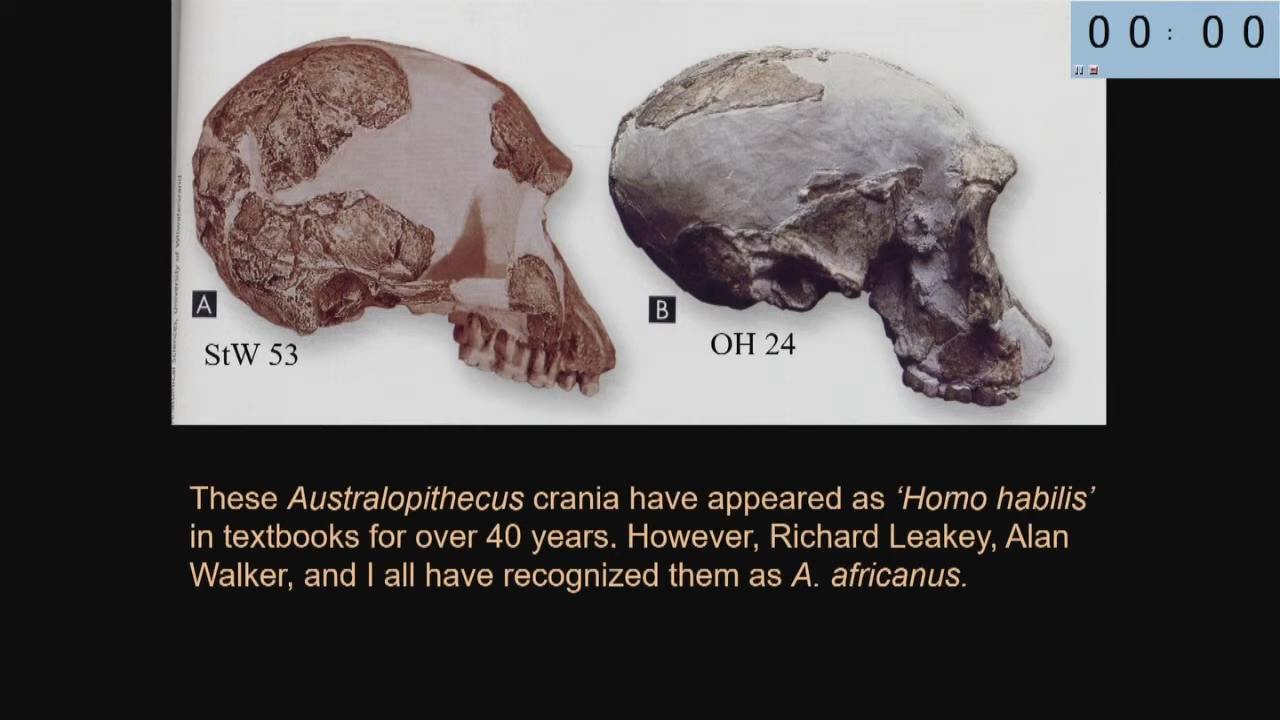 00:00
A
StW 53
B
OH 24
These Australopithecus crania have appeared as ‘Homo habilis’
in textbooks for over 40 years. However, Richard Leakey, Alan
Walker, and I all have recognized them as A. africanus.